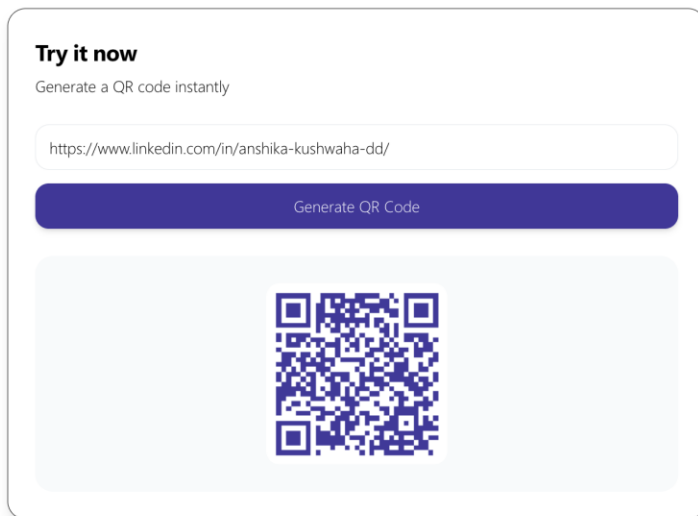 Try it now
Generate a QR code instantly
https://www.linkedin.com/in/anshika-kushwaha-dd/
Generate QR Code